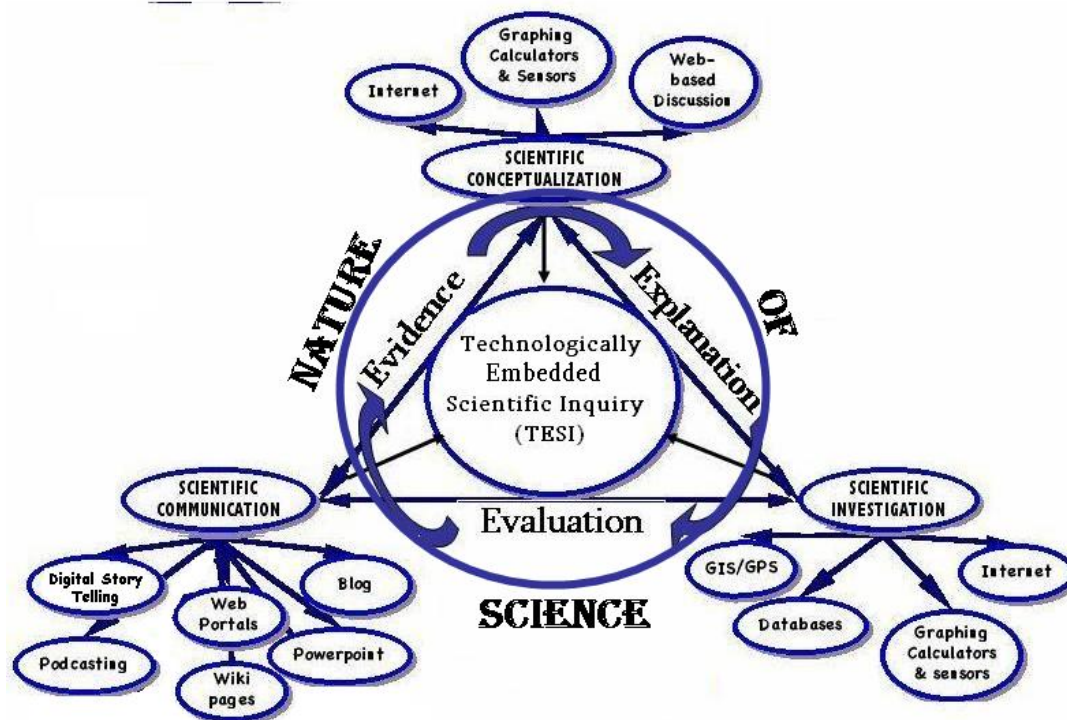 Graphing
Calculators
& Sensors
Internet
Web-
based
Discussion
SCIENTIFIC
CONCEPTUALIZATION
NATURE
OF
SCIENCE
Evidence
Explanation
Evaluation
Technologically
Embedded
Scientific Inquiry
(TESI)
SCIENTIFIC
COMMUNICATION
Digital Story
Telling
Blog
Web
Portals
Podcasting
Powerpoint
Wiki
pages
SCIENTIFIC
INVESTIGATION
GIS/GPS
Internet
Databases
Graphing
Calculators
& sensors